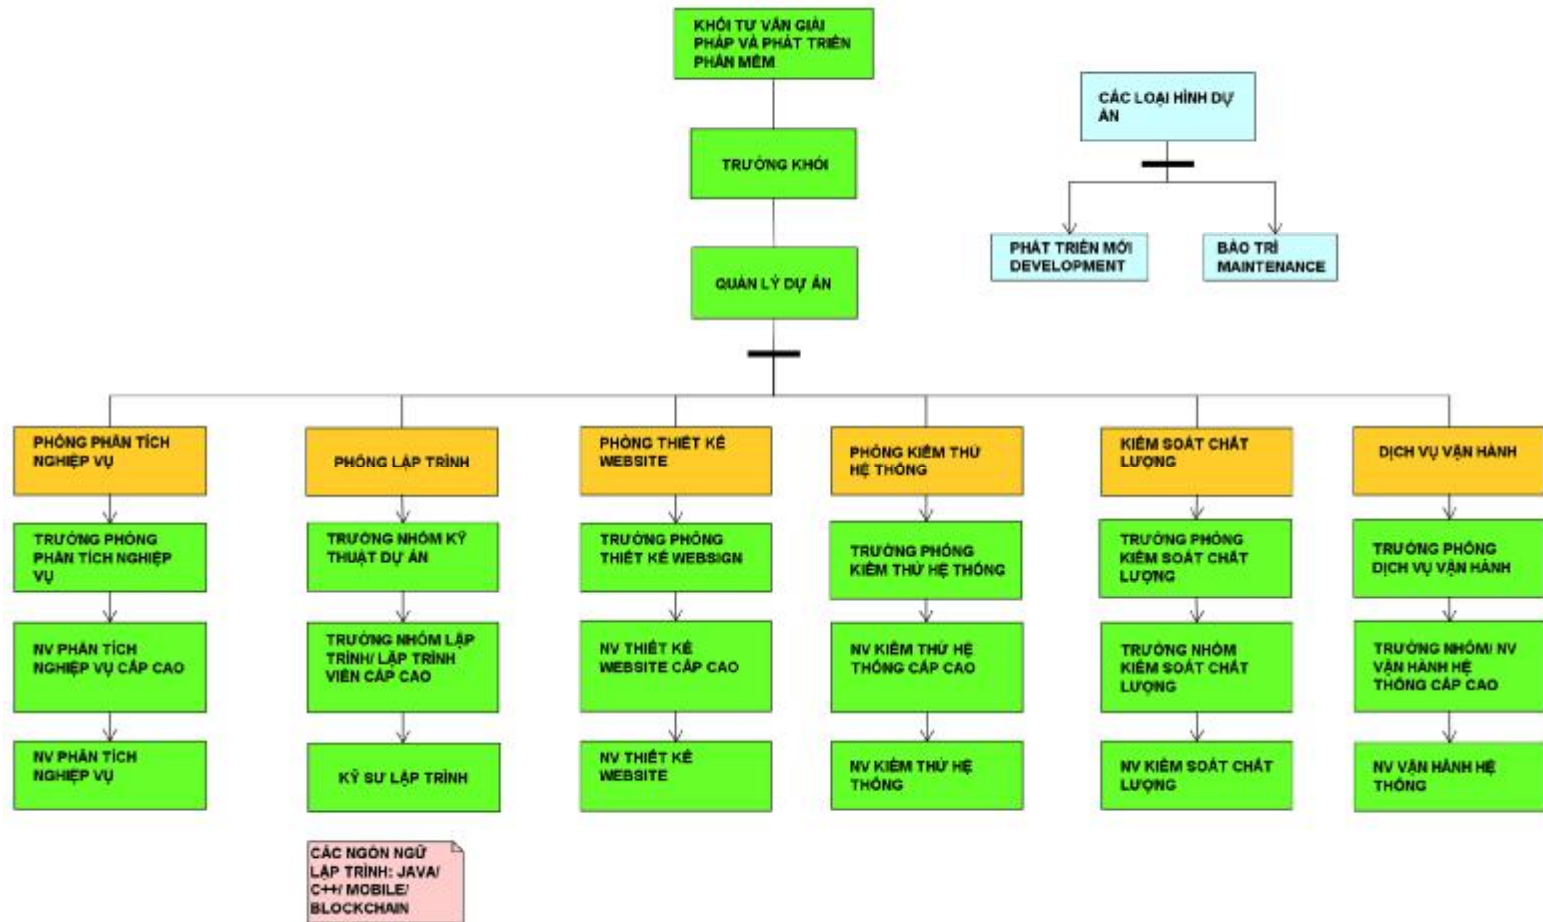 KHỐI TƯ VẤN GIẢI
PHÁP VÀ PHÁT TRIỂN
PHẦN MỀM
CÁC LOẠI HÌNH DỰ
ÁN
TRƯỞNG KHỐI
PHÁT TRIỂN MỚI
DEVELOPMENT
BẢO TRÌ
MAINTENANCE
QUẢN LÝ DỰ ÁN
PHÒNG PHÂN TÍCH
NGHIỆP VỤ
PHÒNG LẬP TRÌNH
PHÒNG THIẾT KẾ
WEBSITE
PHÒNG KIỂM THỬ
HỆ THỐNG
KIỂM SOÁT CHẤT
LƯỢNG
DỊCH VỤ VẬN HÀNH
TRƯỞNG PHÒNG
PHÂN TÍCH NGHIỆP
VỤ
TRƯỞNG NHÓM KỸ
THUẬT DỰ ÁN
TRƯỞNG PHÒNG
THIẾT KẾ WEBSIGN
TRƯỞNG PHÒNG
KIỂM THỬ HỆ THỐNG
TRƯỞNG PHÒNG
KIỂM SOÁT CHẤT
LƯỢNG
TRƯỞNG PHÒNG
DỊCH VỤ VẬN HÀNH
NV PHÂN TÍCH
NGHIỆP VỤ CẤP CAO
TRƯỞNG NHÓM LẬP
TRÌNH/ LẬP TRÌNH
VIÊN CẤP CAO
NV THIẾT KẾ
WEBSITE CẤP CAO
NV KIỂM THỬ HỆ
THỐNG CẤP CAO
TRƯỞNG NHÓM
KIỂM SOÁT CHẤT
LƯỢNG
TRƯỞNG NHÓM/ NV
VẬN HÀNH HỆ
THỐNG CẤP CAO
NV PHÂN TÍCH
NGHIỆP VỤ
KỸ SƯ LẬP TRÌNH
NV THIẾT KẾ
WEBSITE
NV KIỂM THỬ HỆ
THỐNG
NV KIỂM SOÁT CHẤT
LƯỢNG
NV VẬN HÀNH HỆ
THỐNG
CÁC NGÔN NGỮ
LẬP TRÌNH: JAVA/
C++/ MOBILE/
BLOCKCHAIN